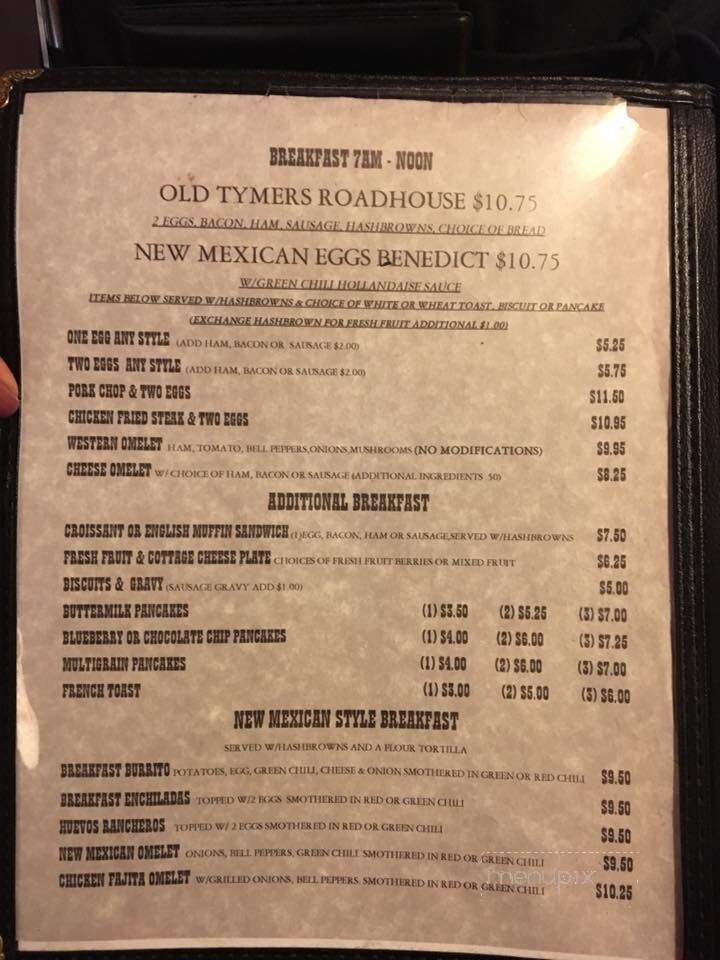 BREAKFAST 7AM - NOON
OLD TYMERS ROADHOUSE $10.75
2 EGGS, BACON, HAM, SAUSAGE, HASHBROWNS, CHOICE OF BREAD
NEW MEXICAN EGGS BENEDICT $10.75
W/GREEN CHILI HOLLANDAISE SAUCE
ITEMS BELOW SERVED W/HASHBROWNS & CHOICE OF WHITE OR WHEAT TOAST, BISCUIT OR PANCAKE
(EXCHANGE HASHBROWN FOR FRESH FRUIT ADDITIONAL $1.00)
ONE EGG ANY STYLE (ADD HAM, BACON OR SAUSAGE $2.00) $5.25
TWO EGGS ANY STYLE (ADD HAM, BACON OR SAUSAGE $2.00) $5.75
PORK CHOP & TWO EGGS $11.50
CHICKEN FRIED STEAK & TWO EGGS $10.95
WESTERN OMELET HAM, TOMATO, BELL PEPPERS,ONIONS,MUSHROOMS (NO MODIFICATIONS) $9.95
CHEESE OMELET W/ CHOICE OF HAM, BACON OR SAUSAGE (ADDITIONAL INGREDIENTS .50) $8.25
ADDITIONAL BREAKFAST
CROISSANT OR ENGLISH MUFFIN SANDWICH (1)EGG, BACON, HAM OR SAUSAGE,SERVED W/HASHBROWNS $7.50
FRESH FRUIT & COTTAGE CHEESE PLATE CHOICES OF FRESH FRUIT BERRIES OR MIXED FRUIT $6.25
BISCUITS & GRAVY (SAUSAGE GRAVY ADD $1.00) $5.00
BUTTERMILK PANCAKES (1) $3.50 (2) $5.25 (3) $7.00
BLUEBERRY OR CHOCOLATE CHIP PANCAKES (1) $4.00 (2) $6.00 (3) $7.25
MULTIGRAIN PANCAKES (1) $4.00 (2) $6.00 (3) $7.00
FRENCH TOAST (1) $3.00 (2) $5.00 (3) $6.00
NEW MEXICAN STYLE BREAKFAST
SERVED W/HASHBROWNS AND A FLOUR TORTILLA
BREAKFAST BURRITO POTATOES, EGG, GREEN CHILI, CHEESE & ONION SMOTHERED IN GREEN OR RED CHILI $9.50
BREAKFAST ENCHILADAS TOPPED W/2 EGGS SMOTHERED IN RED OR GREEN CHILI $9.50
HUEVOS RANCHEROS TOPPED W/ 2 EGGS SMOTHERED IN RED OR GREEN CHILI $9.50
NEW MEXICAN OMELET ONIONS, BELL PEPPERS, GREEN CHILI SMOTHERED IN RED OR GREEN CHILI $9.50
CHICKEN FAJITA OMELET W/GRILLED ONIONS, BELL PEPPERS. SMOTHERED IN RED OR GREEN CHILI $10.25
menupix